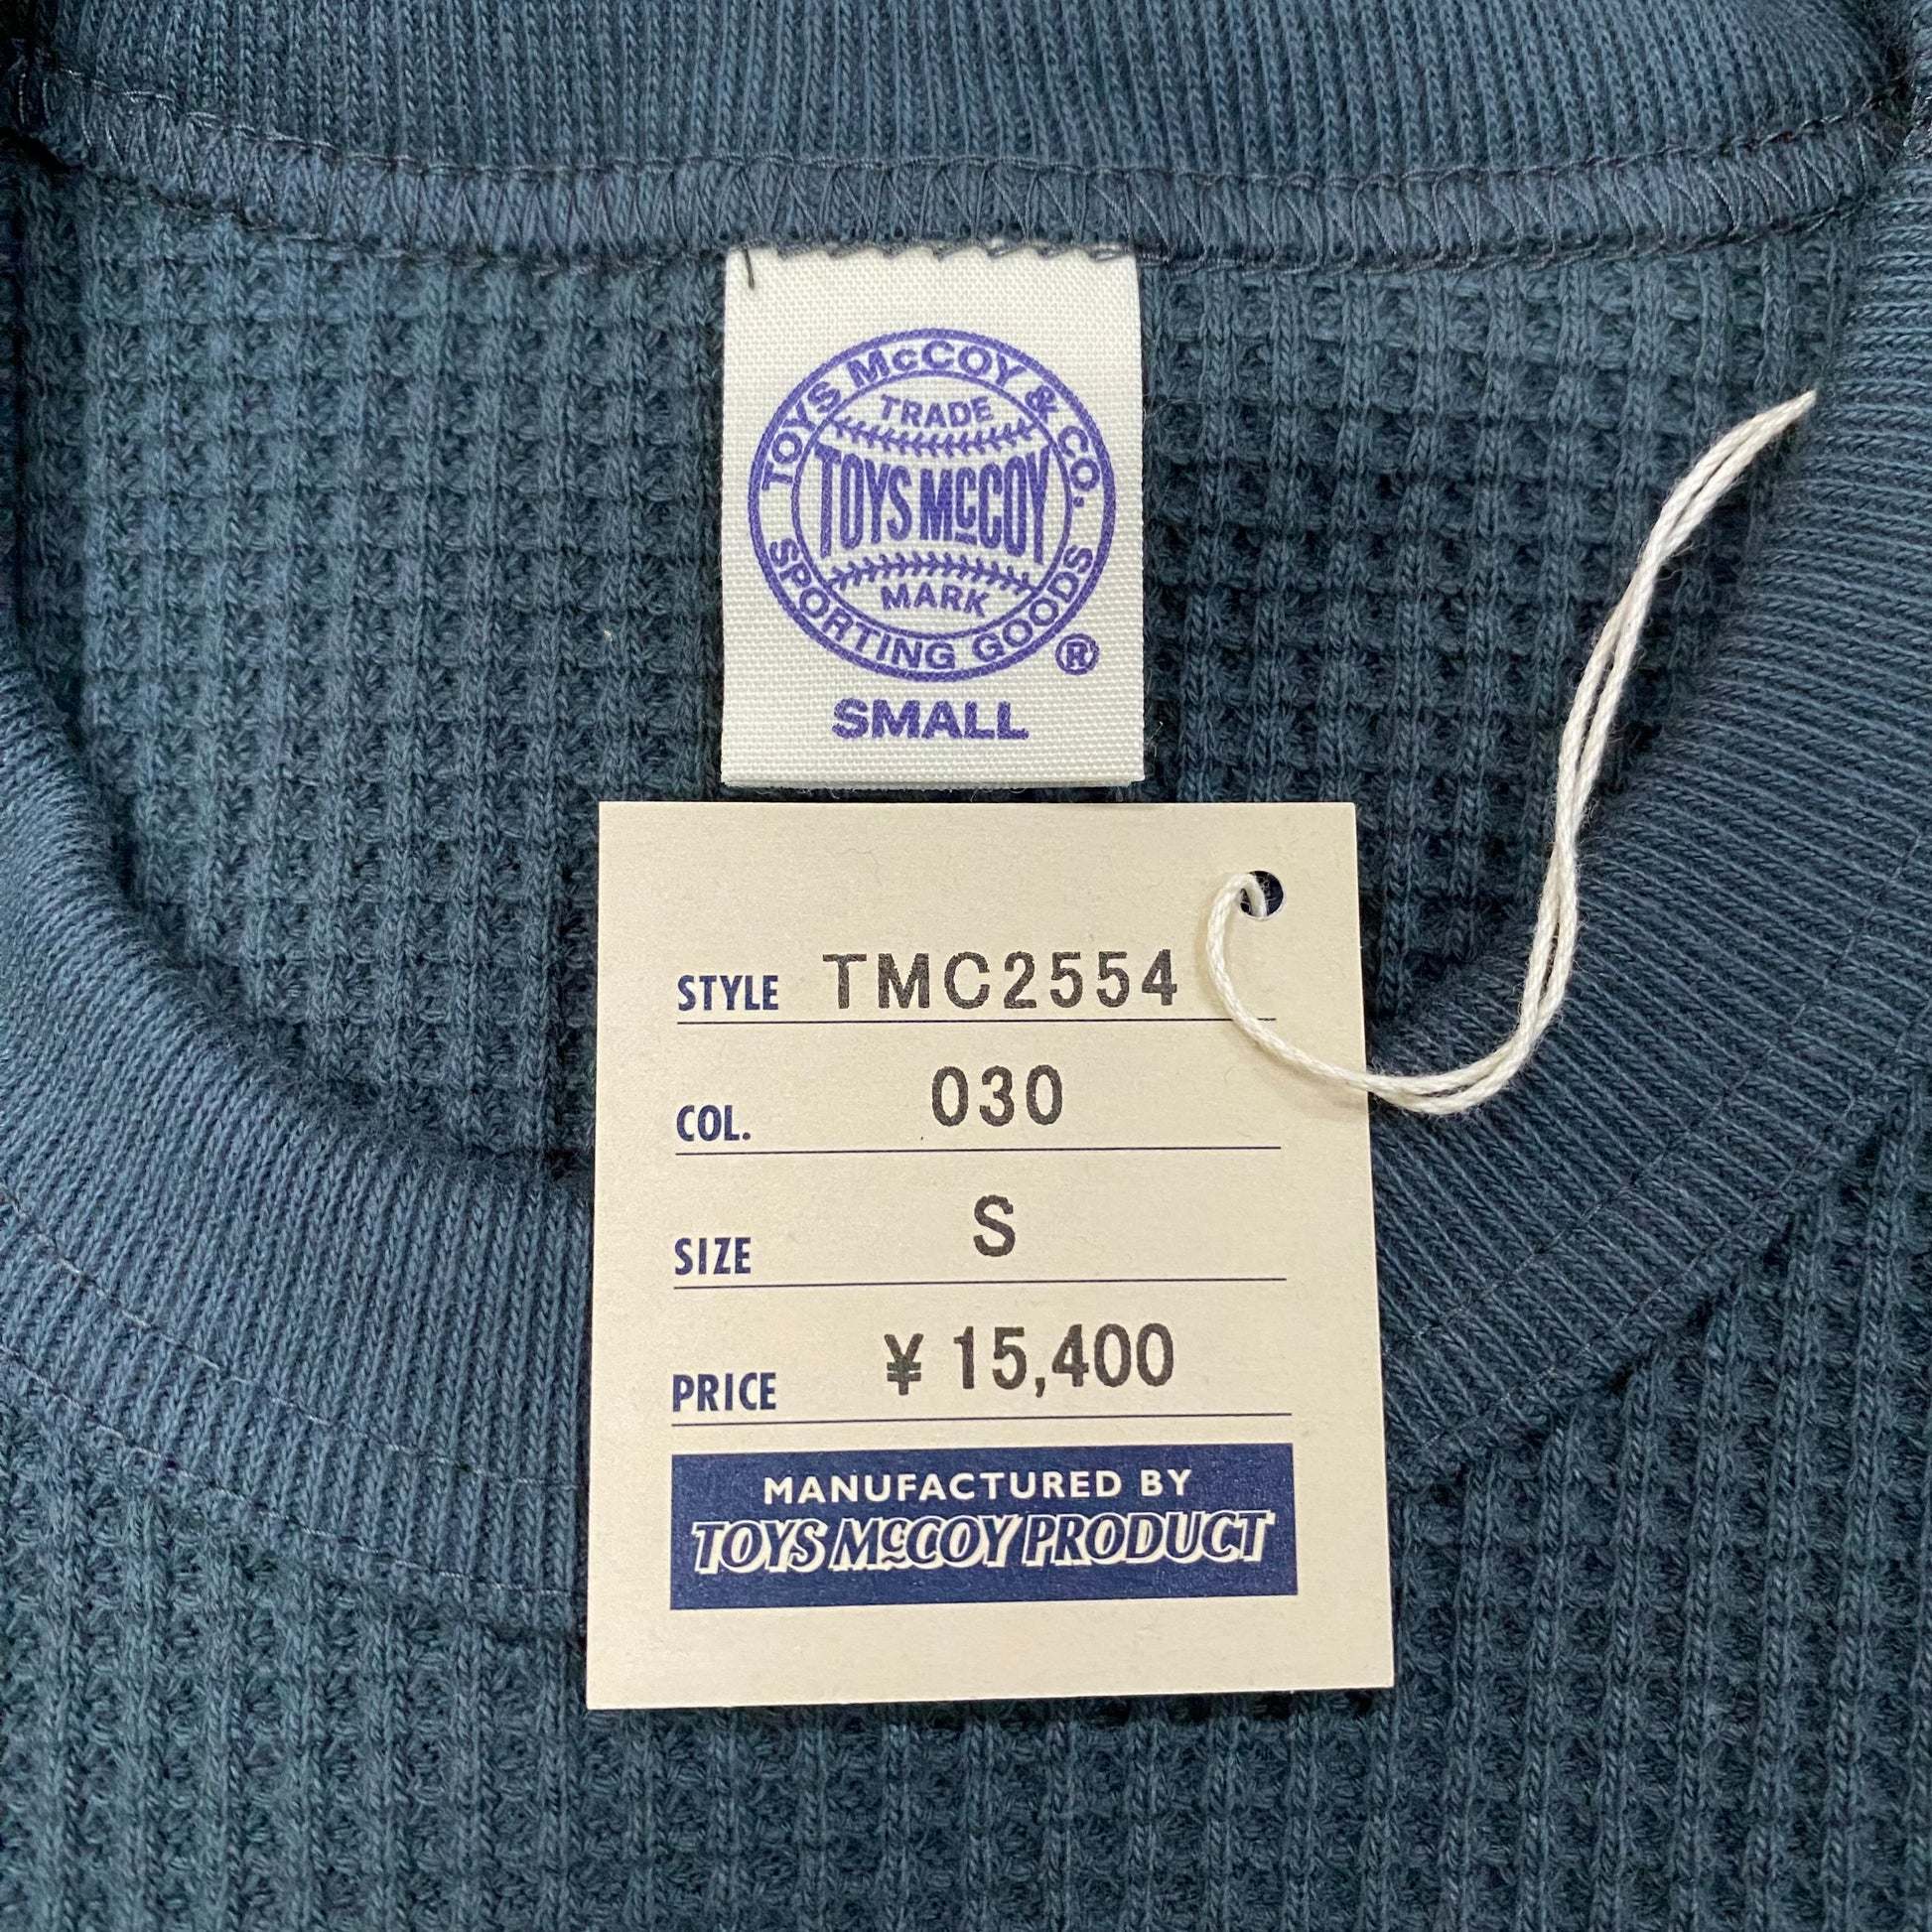 TOYS McCOY & CO.
TRADE
TOYS McCOY
MARK
SPORTING GOODS
®
SMALL
STYLE TMC2554
COL. 030
SIZE S
PRICE ¥ 15,400
MANUFACTURED BY
TOYS McCOY PRODUCT